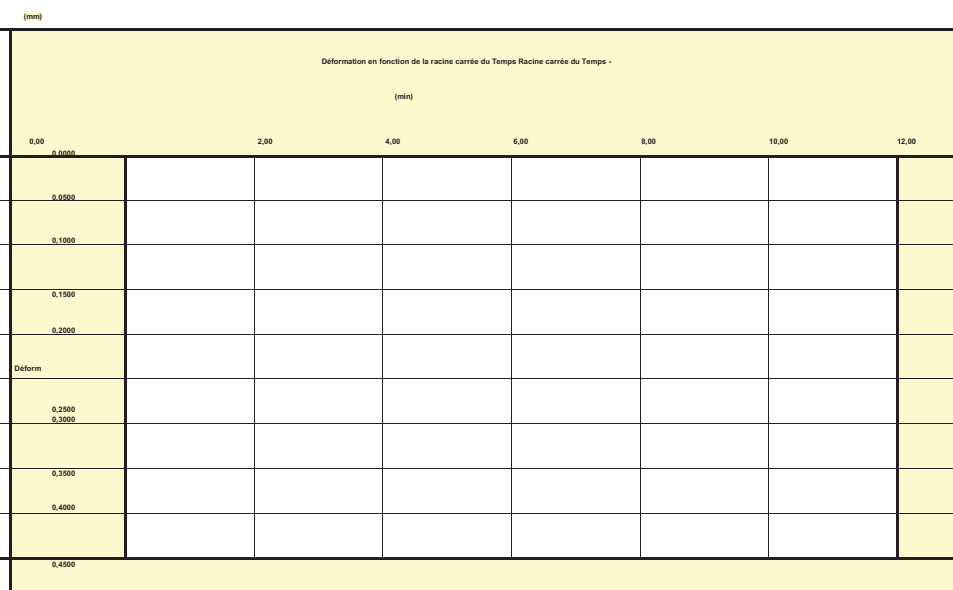 (mm)
Déformation en fonction de la racine carrée du Temps Racine carrée du Temps -
(min)
0,00 2,00 4,00 6,00 8,00 10,00 12,00
0,0000
0,0500
0,1000
0,1500
0,2000
Déform
0,2500
0,3000
0,3500
0,4000
0,4500